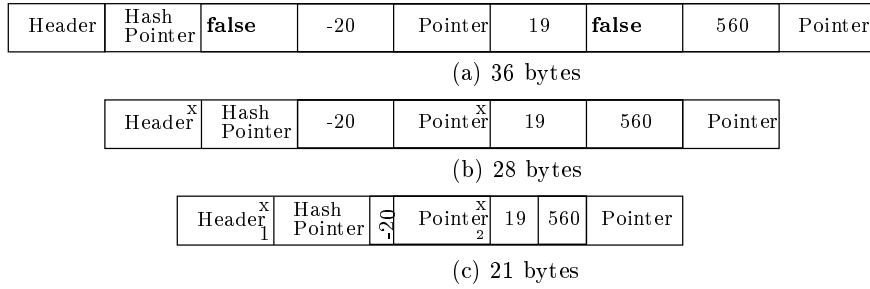 Header Hash Pointer false -20 Pointer 19 false 560 Pointer
(a) 36 bytes
Header x Hash Pointer -20 Pointer x 19 560 Pointer
(b) 28 bytes
Header x 1 Hash Pointer -20 Pointer x 2 19 560 Pointer
(c) 21 bytes